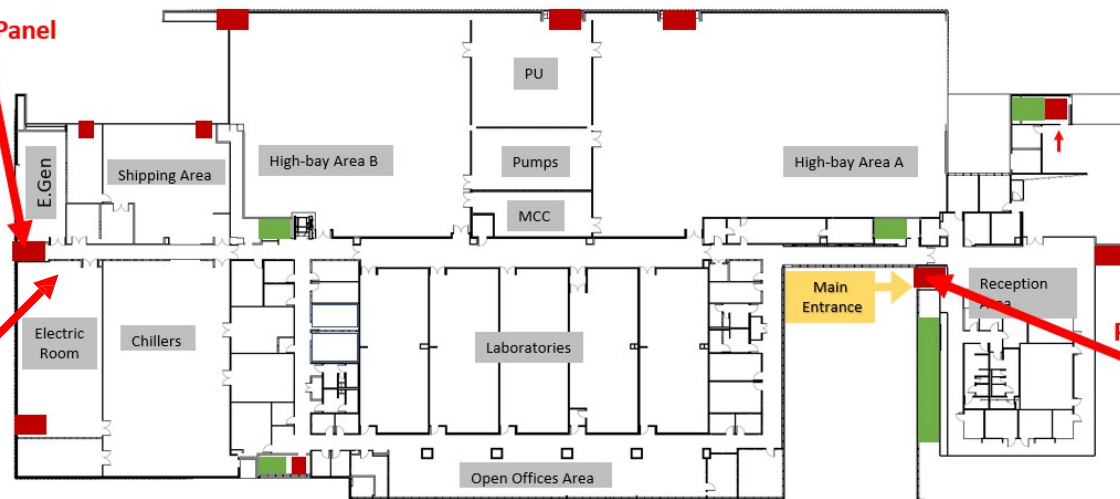 Panel
PU
High-bay Area B
Pumps
High-bay Area A
E.Gen
Shipping Area
MCC
Main
Entrance
Reception
Area
Electric
Room
Chillers
Laboratories
Open Offices Area